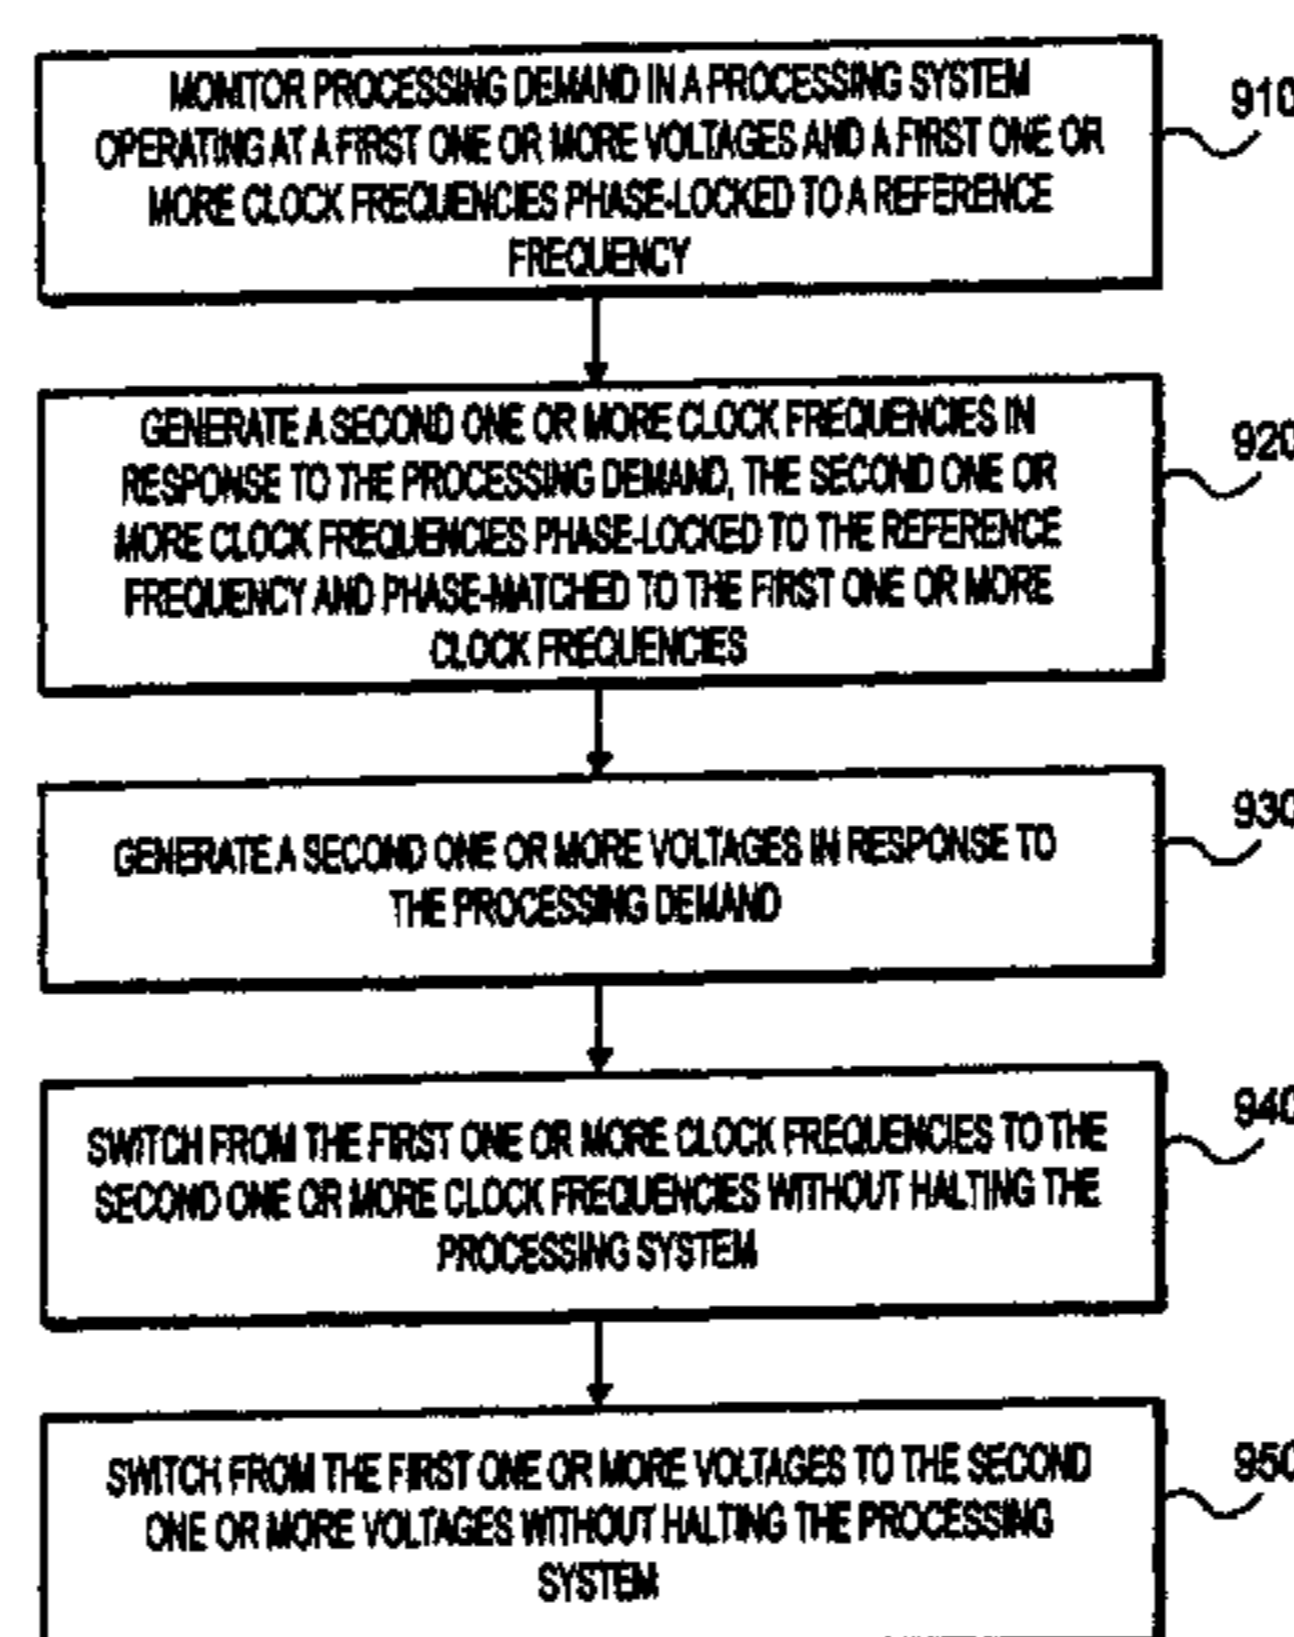 MONITOR PROCESSING DEMAND IN A PROCESSING SYSTEM
OPERATING AT A FIRST ONE OR MORE VOLTAGES AND A FIRST ONE OR
MORE CLOCK FREQUENCIES PHASE-LOCKED TO A REFERENCE
FREQUENCY
910
GENERATE A SECOND ONE OR MORE CLOCK FREQUENCIES IN
RESPONSE TO THE PROCESSING DEMAND, THE SECOND ONE OR
MORE CLOCK FREQUENCIES PHASE-LOCKED TO THE REFERENCE
FREQUENCY AND PHASE-MATCHED TO THE FIRST ONE OR MORE
CLOCK FREQUENCIES
920
GENERATE A SECOND ONE OR MORE VOLTAGES IN RESPONSE TO
THE PROCESSING DEMAND
930
SWITCH FROM THE FIRST ONE OR MORE CLOCK FREQUENCIES TO THE
SECOND ONE OR MORE CLOCK FREQUENCIES WITHOUT HALTING THE
PROCESSING SYSTEM
940
SWITCH FROM THE FIRST ONE OR MORE VOLTAGES TO THE SECOND
ONE OR MORE VOLTAGES WITHOUT HALTING THE PROCESSING
SYSTEM
950